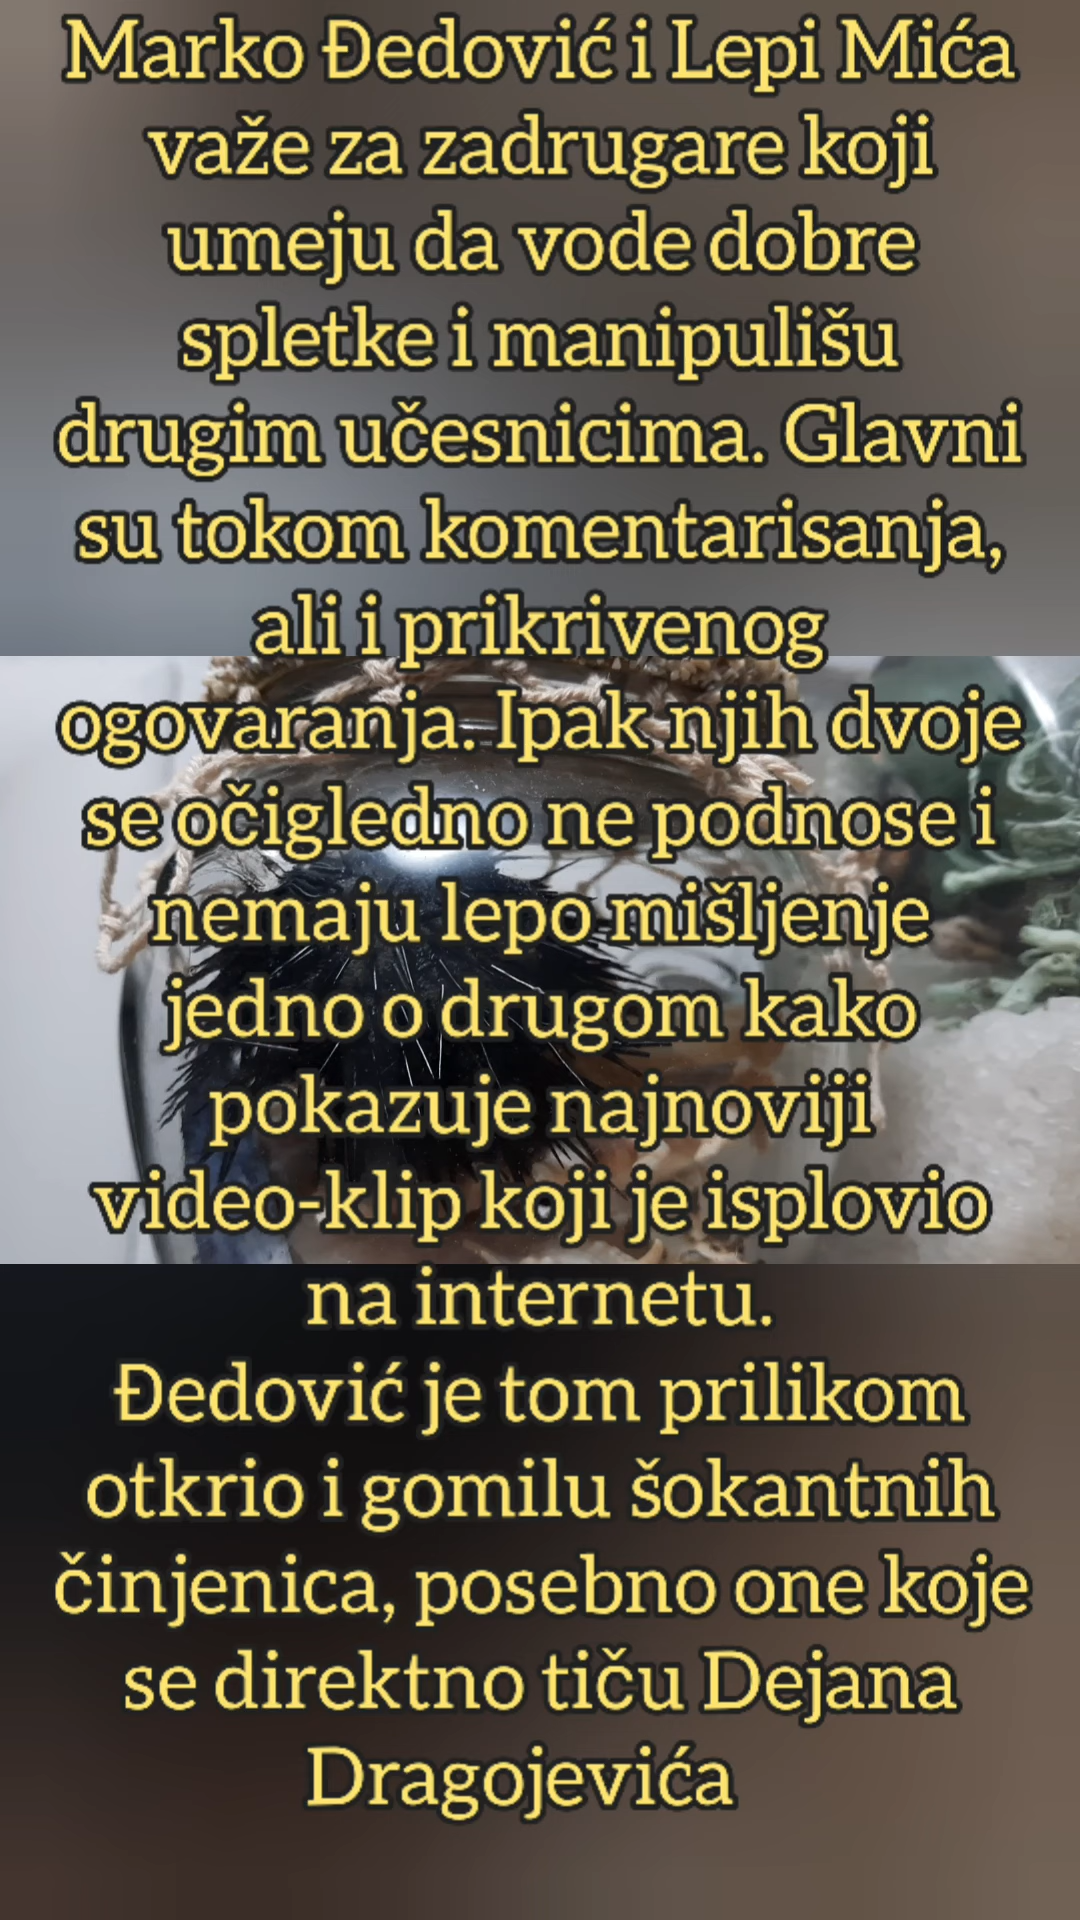 Marko Đedović i Lepi Mića
važe za zadrugare koji
umeju da vode dobre
spletke i manipulišu
drugim učesnicima. Glavni
su tokom komentarisanja,
ali i prikrivenog
ogovaranja. Ipak njih dvoje
se očigledno ne podnose i
nemaju lepo mišljenje
jedno o drugom kako
pokazuje najnoviji
video-klip koji je isplovio
na internetu.
Đedović je tom prilikom
otkrio i gomilu šokantnih
činjenica, posebno one koje
se direktno tiču Dejana
Dragojevića